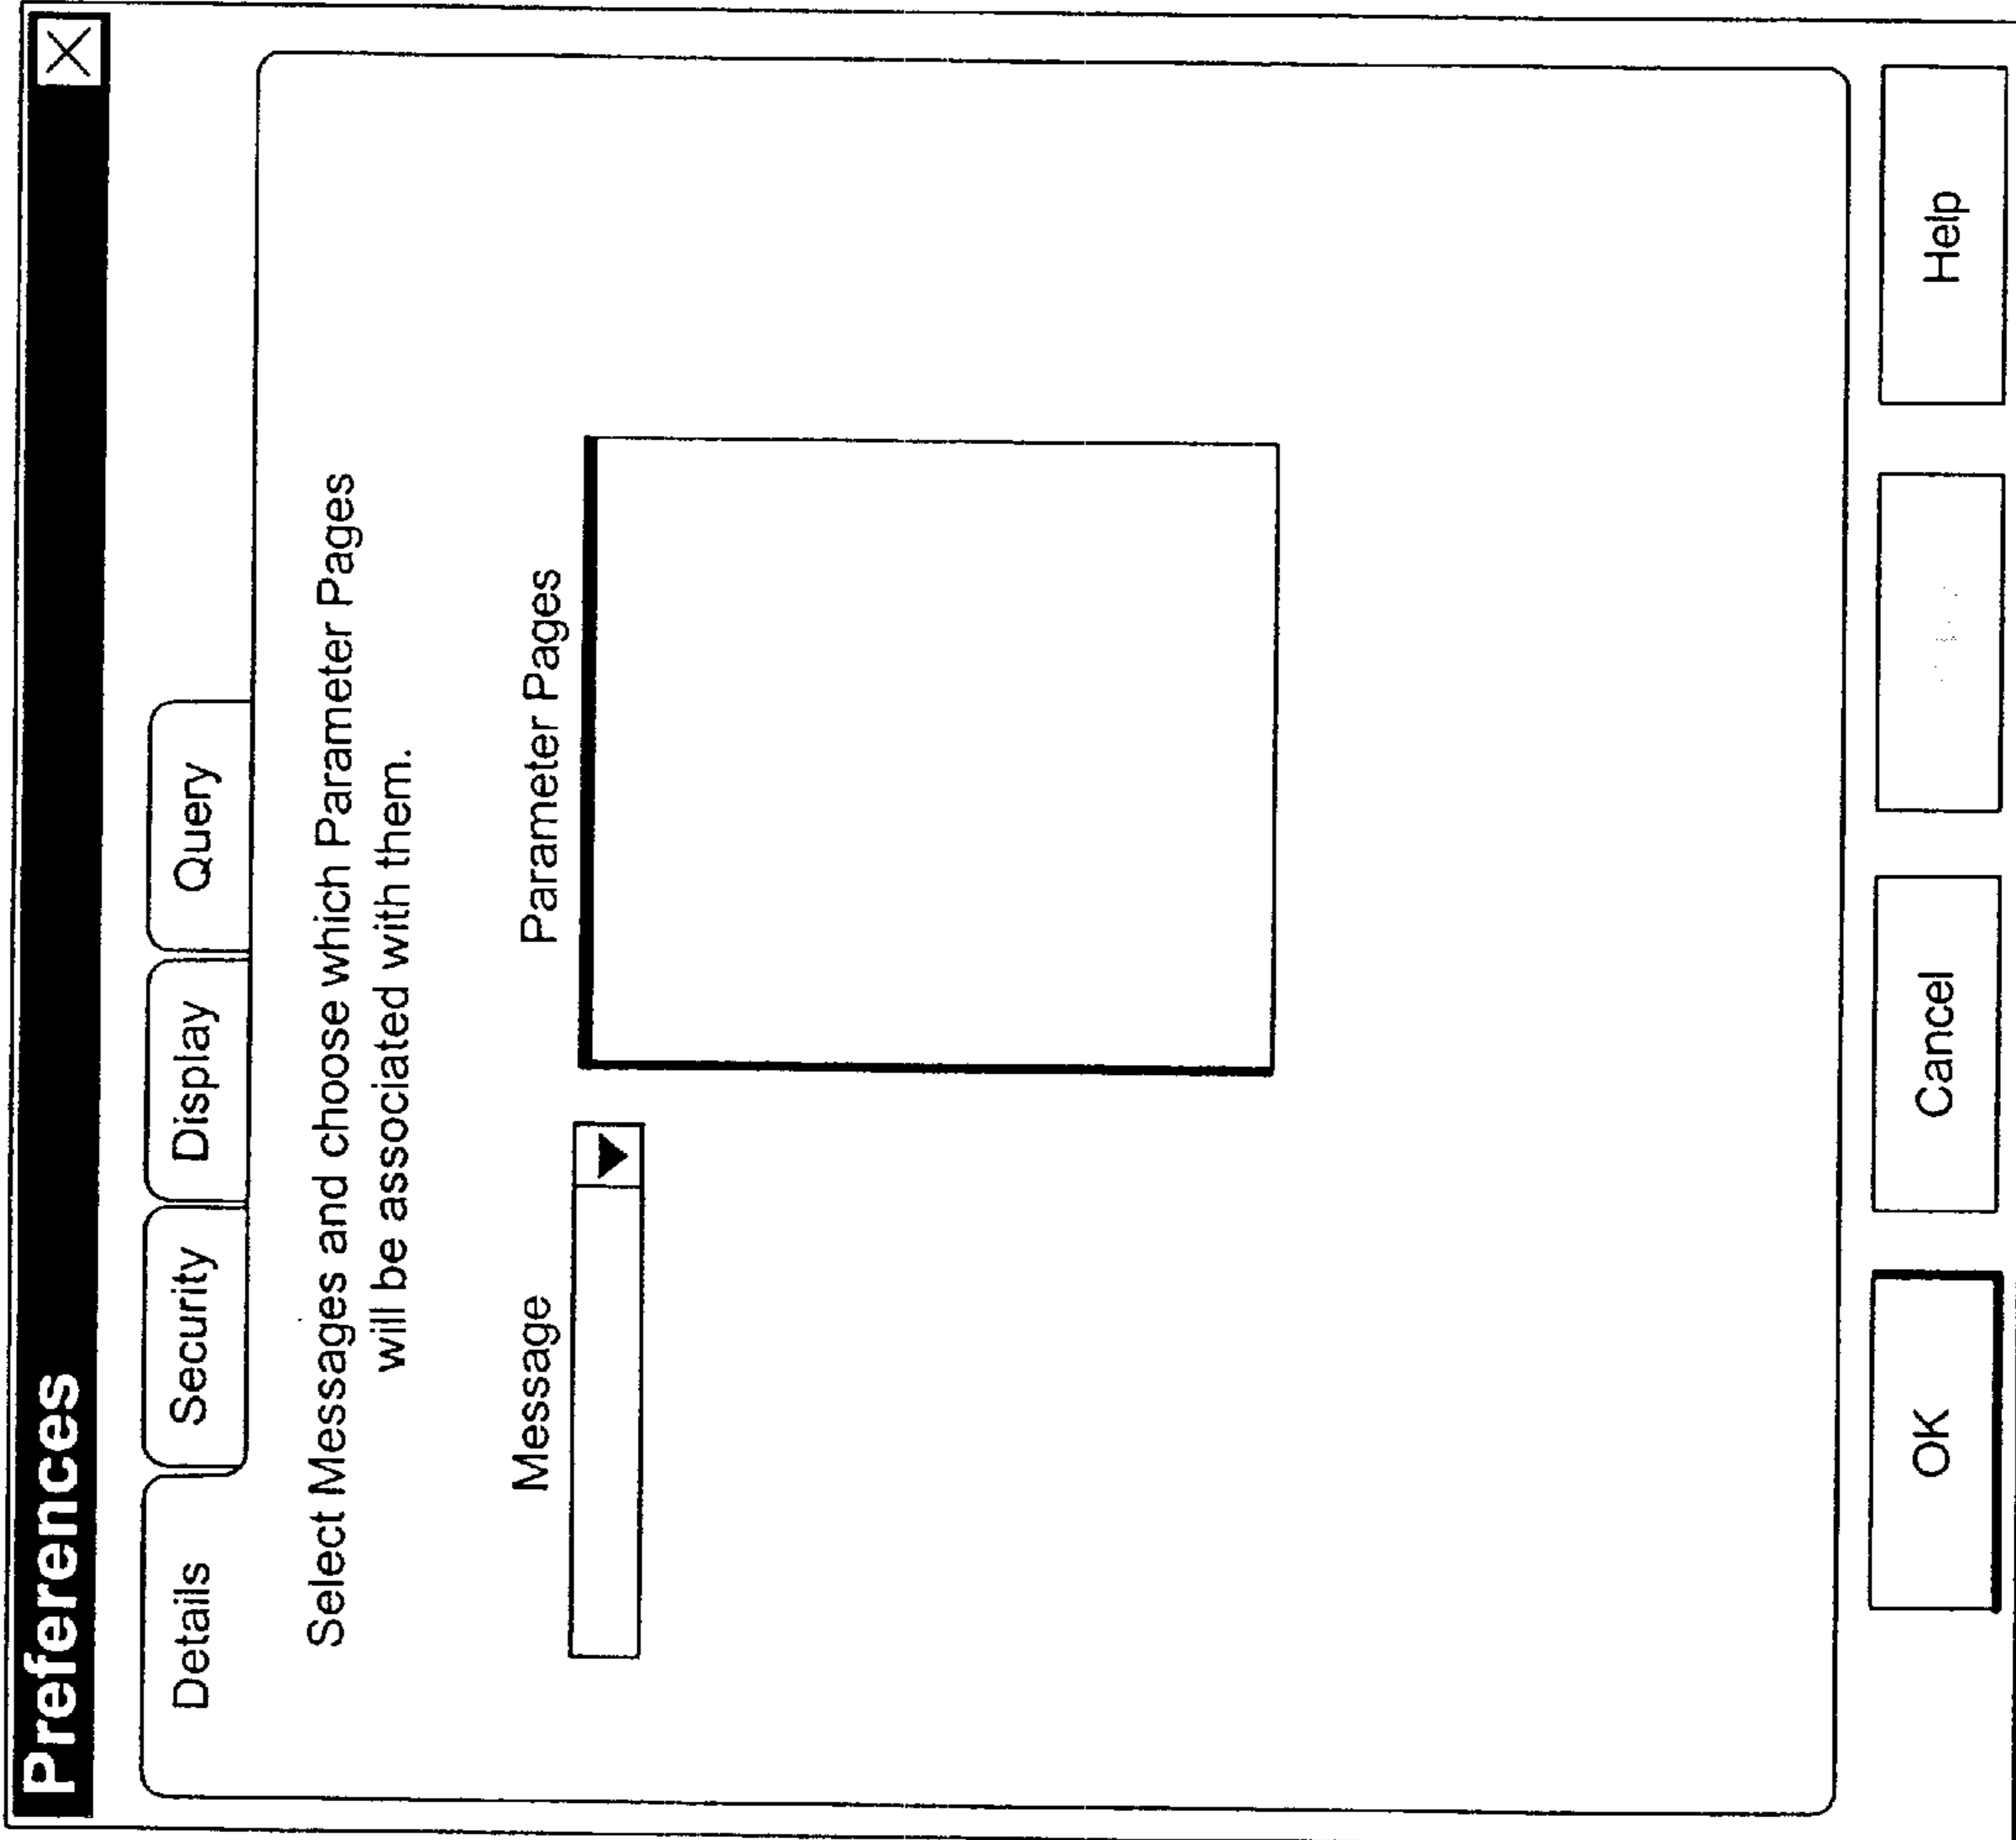 Preferences
Details
Security
Display
Query
Select Messages and choose which Parameter Pages
will be associated with them.
Message
Parameter Pages
OK
Cancel
Help